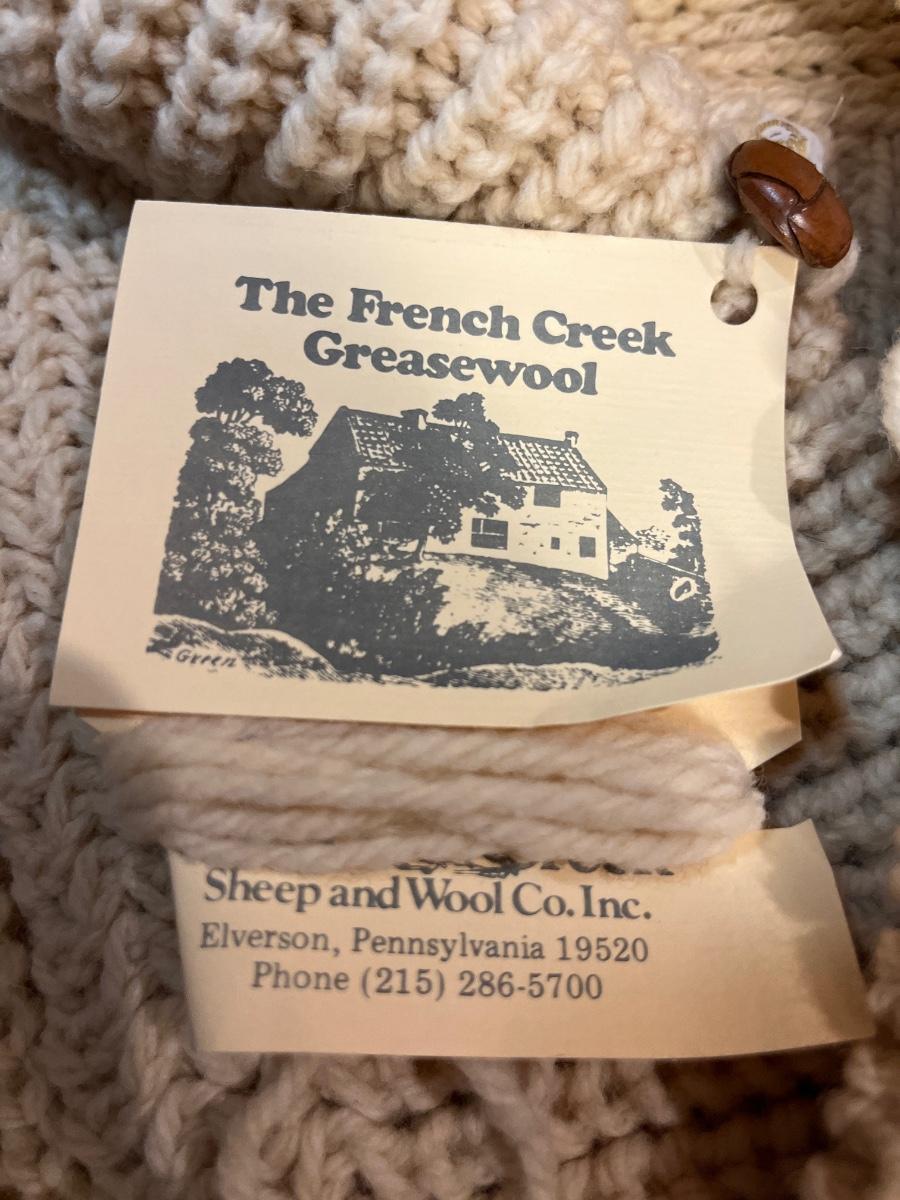 The French Creek
Greasewool
Green
Sheep and Wool Co. Inc.
Elverson, Pennsylvania 19520
Phone (215) 286-5700